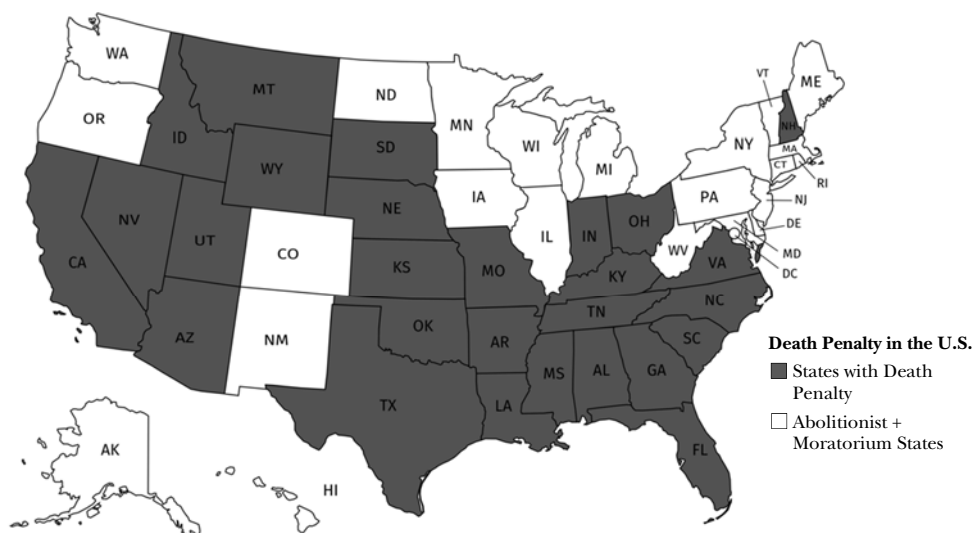 WA
MT
ND
MN
OR
ID
WY
SD
WI
MI
NY
VT
ME
NH
MA
CT
RI
NV
UT
CO
NE
IA
IL
IN
OH
PA
NJ
DE
MD
DC
CA
KS
MO
KY
WV
VA
AZ
NM
OK
AR
TN
NC
SC
TX
LA
MS
AL
GA
FL
AK
HI
Death Penalty in the U.S.
States with Death
Penalty
Abolitionist +
Moratorium States